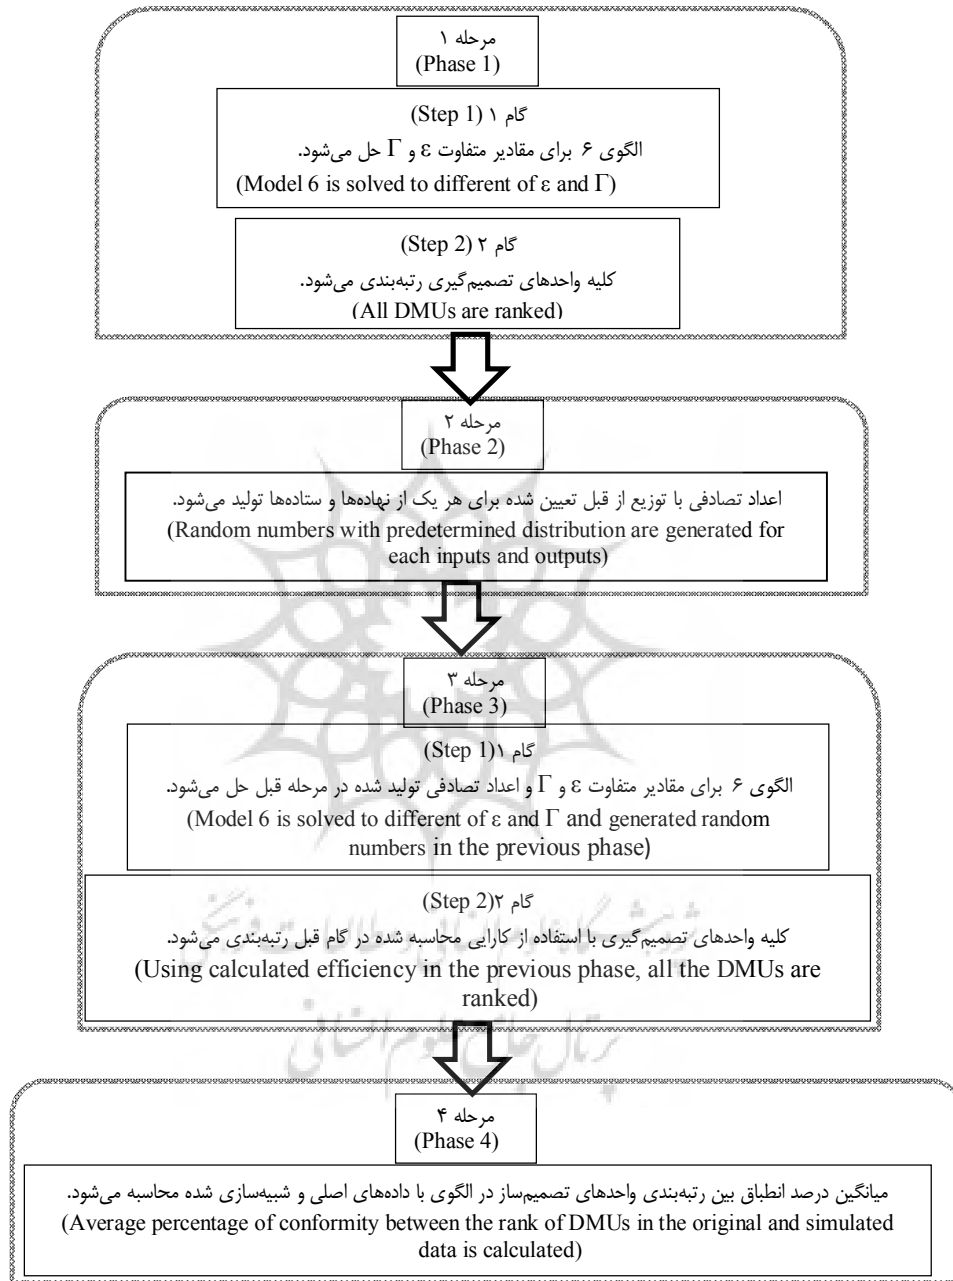 مرحله ۱
(Phase 1)
گام ۱ (Step 1)
الگوی ۶ برای مقادیر متفاوت ε و Γ حل می‌شود.
(Model 6 is solved to different of ε and Γ)
گام ۲ (Step 2)
کلیه واحدهای تصمیم‌گیری رتبه‌بندی می‌شود.
(All DMUs are ranked)
مرحله ۲
(Phase 2)
اعداد تصادفی با توزیع از قبل تعیین شده برای هر یک از نهاده‌ها و ستاده‌ها تولید می‌شود.
(Random numbers with predetermined distribution are generated for
each inputs and outputs)
مرحله ۳
(Phase 3)
گام ۱(Step 1)
الگوی ۶ برای مقادیر متفاوت ε و Γ و اعداد تصادفی تولید شده در مرحله قبل حل می‌شود.
(Model 6 is solved to different of ε and Γ and generated random
numbers in the previous phase)
گام ۲(Step 2)
کلیه واحدهای تصمیم‌گیری با استفاده از کارایی محاسبه شده در گام قبل رتبه‌بندی می‌شود.
(Using calculated efficiency in the previous phase, all the DMUs are
ranked)
پژوهشگاه علوم انسانی و مطالعات فرهنگی
پرتال جامع علوم انسانی
مرحله ۴
(Phase 4)
میانگین درصد انطباق بین رتبه‌بندی واحدهای تصمیم‌ساز در الگوی با داده‌های اصلی و شبیه‌سازی شده محاسبه می‌شود.
(Average percentage of conformity between the rank of DMUs in the original and simulated
data is calculated)